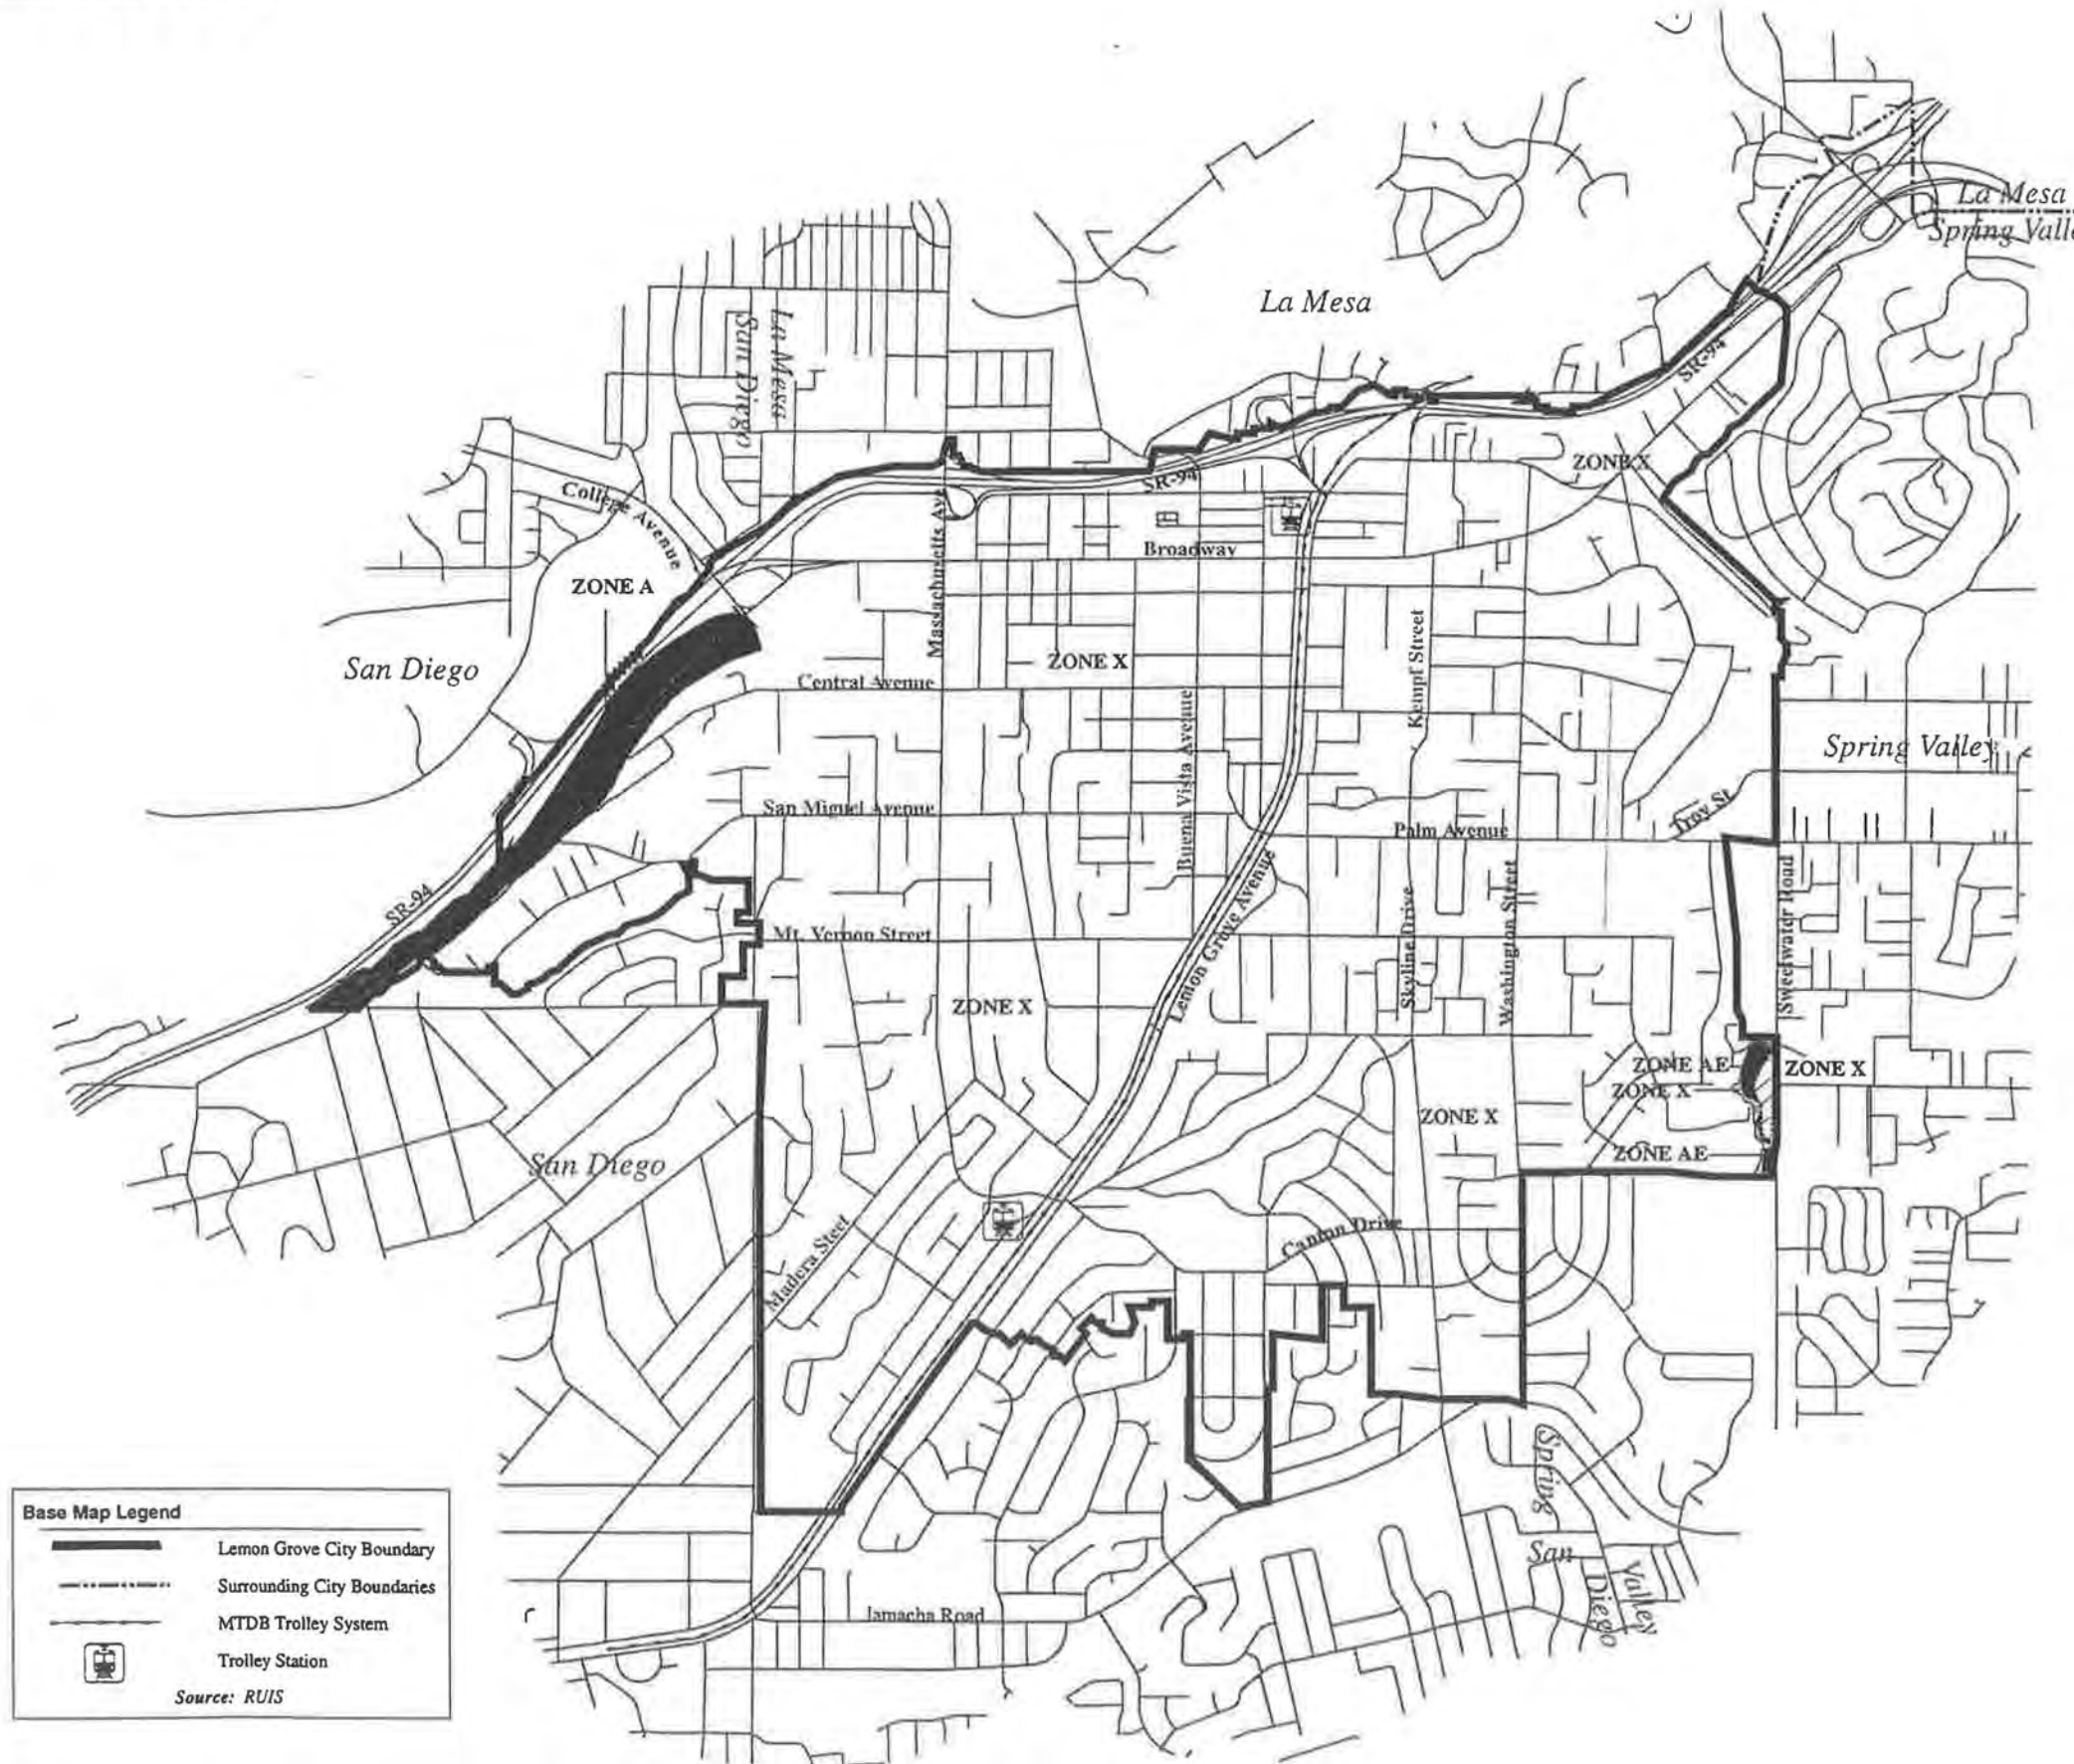 La Mesa
Spring Valle
La Mesa
La Mesa
San Diego
SR-94
ZONE X
College Avenue
SR-94
Massachusetts Ave
Broadway
ZONE A
San Diego
ZONE X
Central Avenue
Kempf Street
Buena Vista Avenue
Spring Valley
San Miguel Avenue
Palm Avenue
Troy St
SR-94
Lemon Grove Avenue
Skyline Drive
Washington Street
Sweetwater Road
Mt. Vernon Street
ZONE X
ZONE AE
ZONE X
ZONE X
ZONE X
ZONE AE
San Diego
Madera Steet
Canton Drive
Spring
Valley
San
Diego
Jamacha Road
Base Map Legend
Lemon Grove City Boundary
Surrounding City Boundaries
MTDB Trolley System
Trolley Station
Source: RUIS